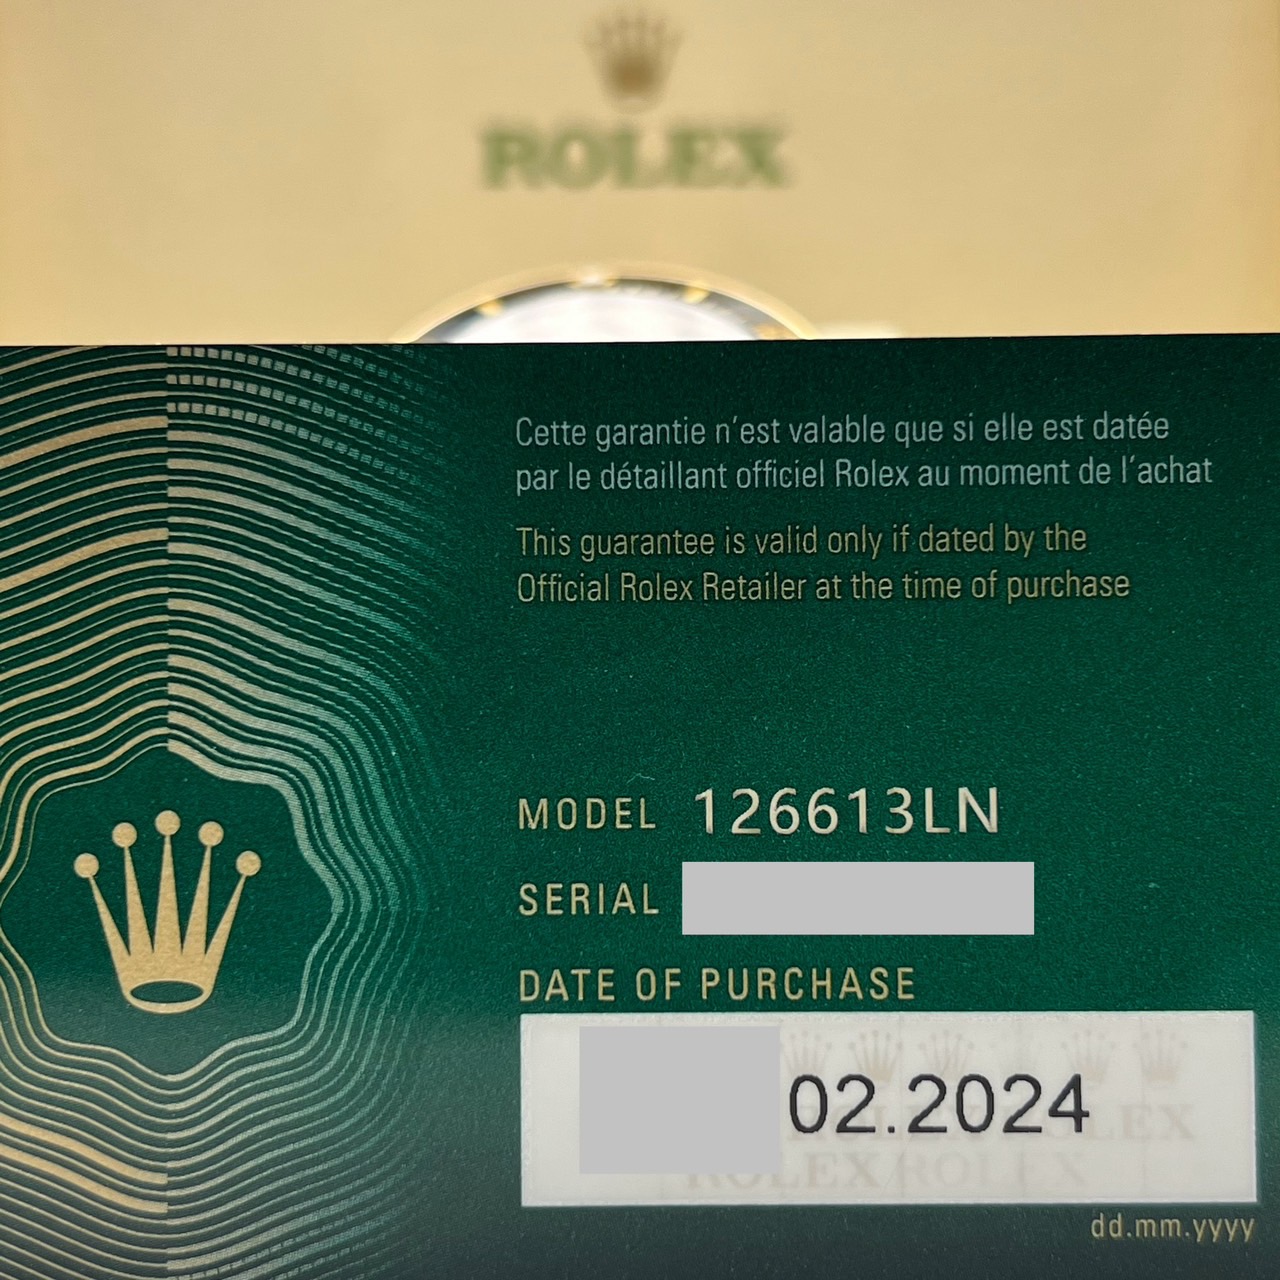 ROLEX
Cette garantie n'est valable que si elle est datée
par le détaillant officiel Rolex au moment de l'achat
This guarantee is valid only if dated by the
Official Rolex Retailer at the time of purchase
MODEL 126613LN
SERIAL
DATE OF PURCHASE
02.2024
ROLEX ROLEX
dd.mm.yyyy